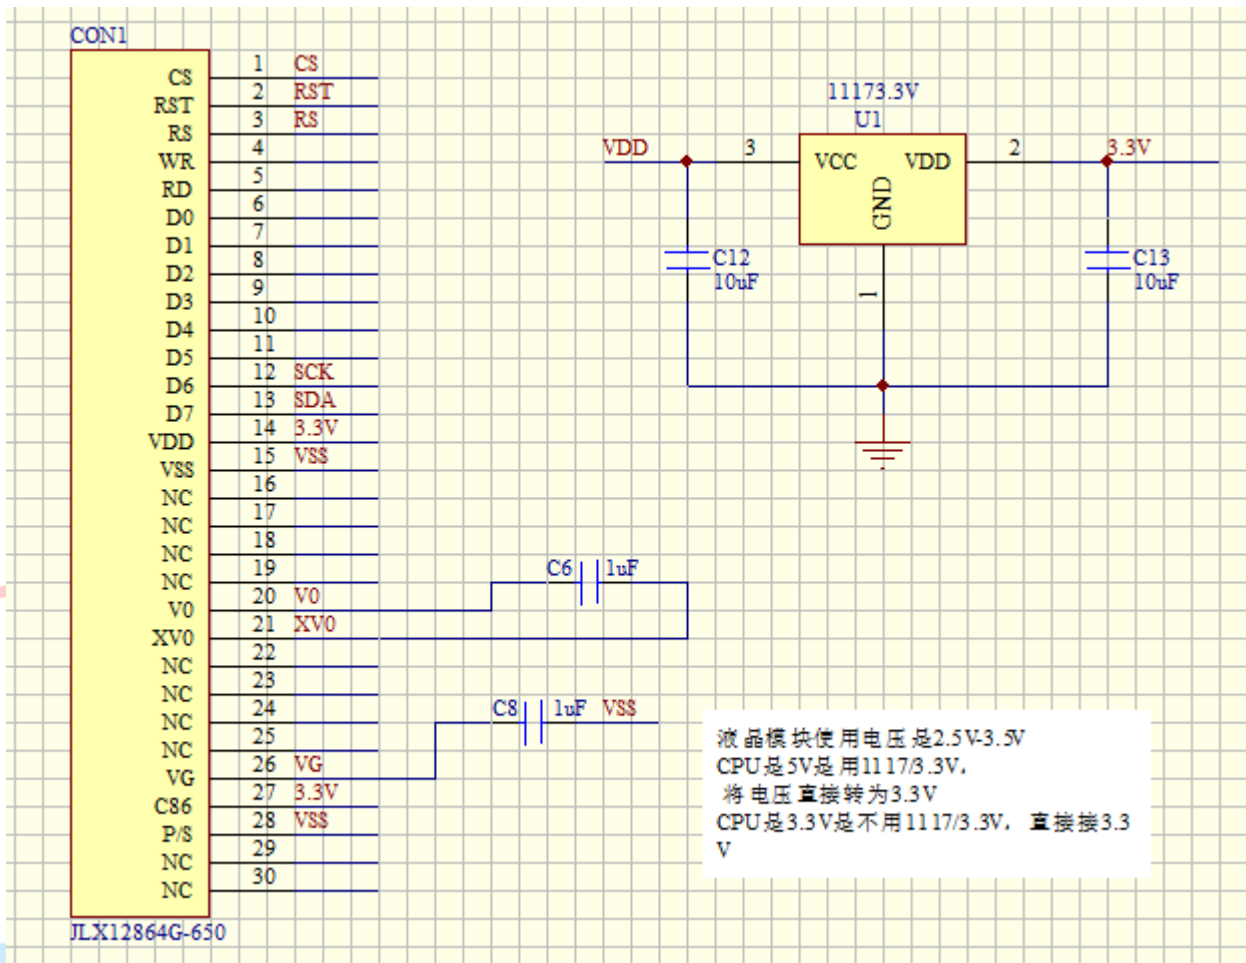 CON1
CS 1 CS
RST 2 RST
RS 3 RS
WR 4
RD 5
D0 6
D1 7
D2 8
D3 9
D4 10
D5 11
D6 12 SCK
D7 13 SDA
VDD 14 3.3V
VSS 15 VSS
NC 16
NC 17
NC 18
NC 19
V0 20 V0
XV0 21 XV0
NC 22
NC 23
NC 24
NC 25
VG 26 VG
C86 27 3.3V
P/S 28 VSS
NC 29
NC 30
JLX12864G-650
C6 1uF
C8 1uF VSS
11173.3V
U1
VDD 3 VCC VDD 2 3.3V
GND
1
C12
10uF
C13
10uF
液晶模块使用电压是2.5V-3.5V
CPU是5V是用1117/3.3V,
将电压直接转为3.3V
CPU是3.3V是不用1117/3.3V, 直接接3.3
V